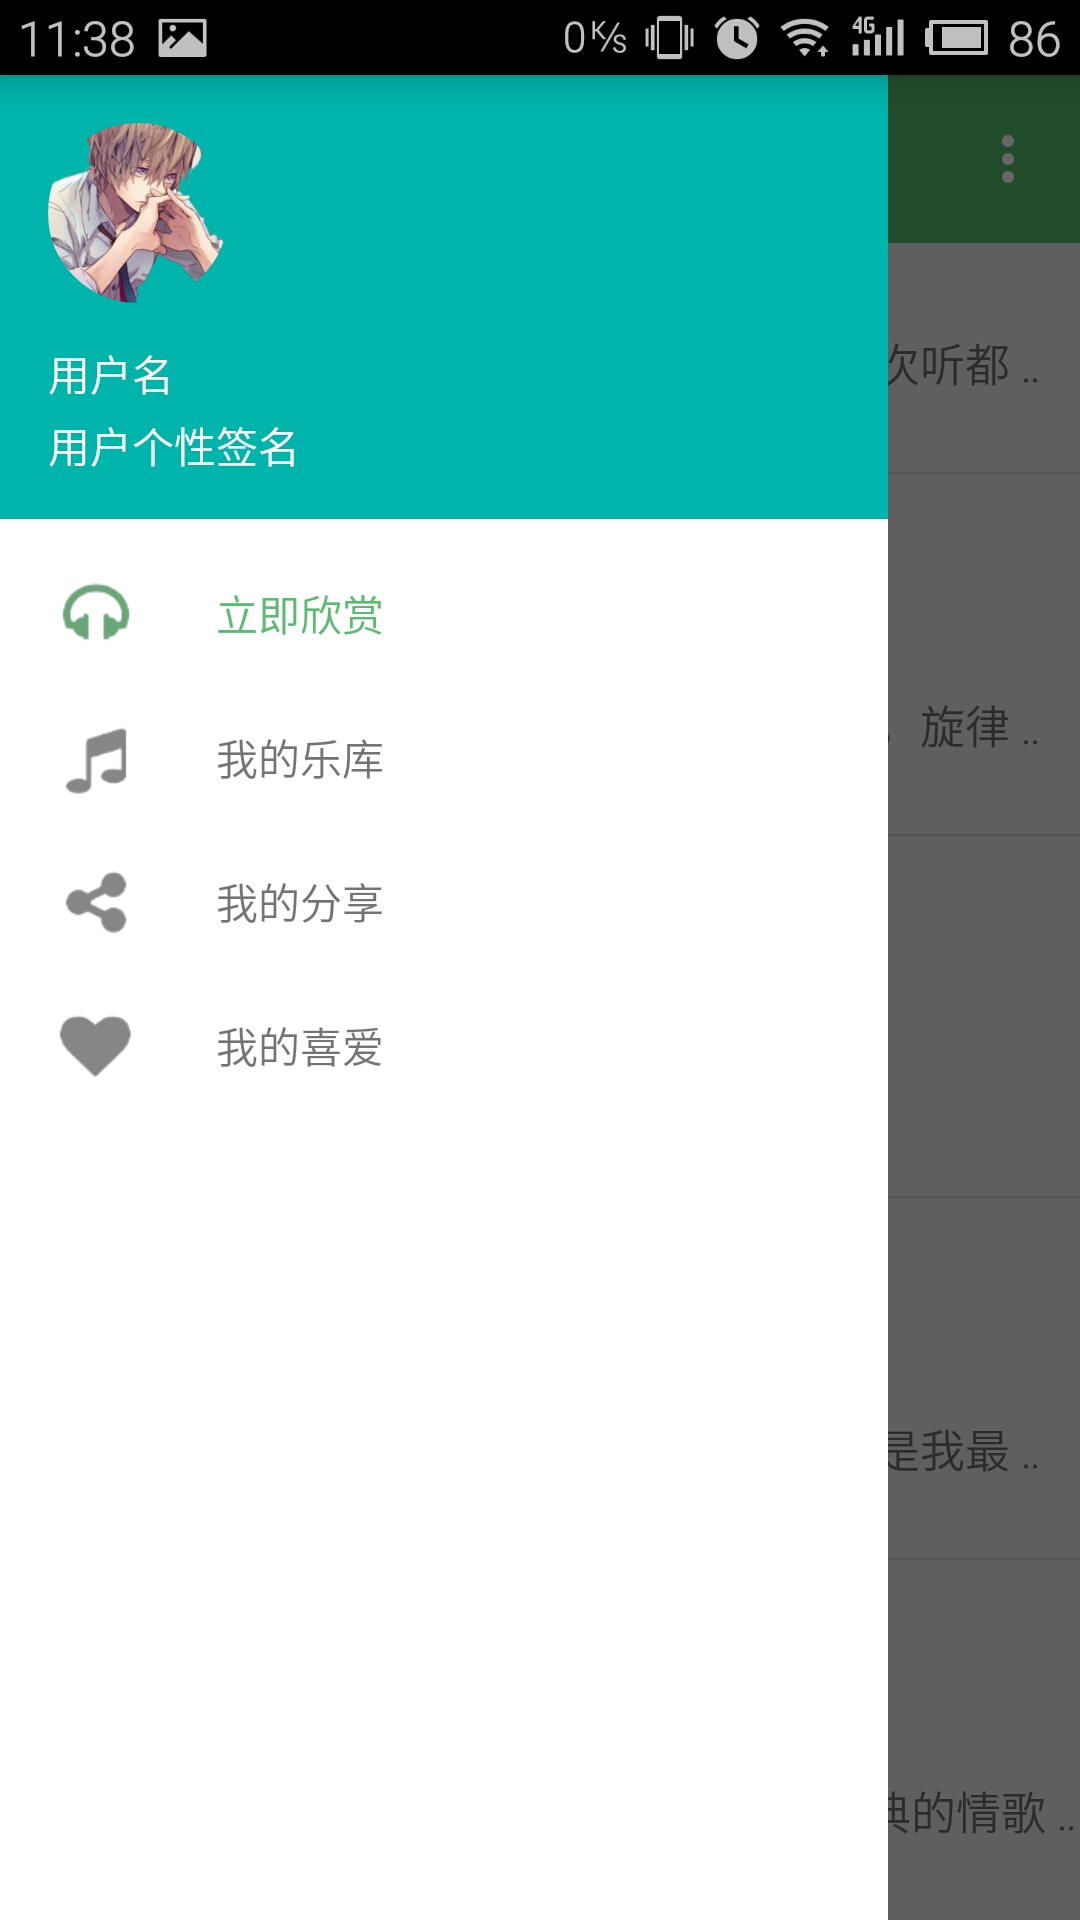 11:38 0 K/s 4G 86
次听都 ..
用户名
用户个性签名
立即欣赏
旋律 ..
我的乐库
我的分享
我的喜爱
是我最 ..
典的情歌 ..